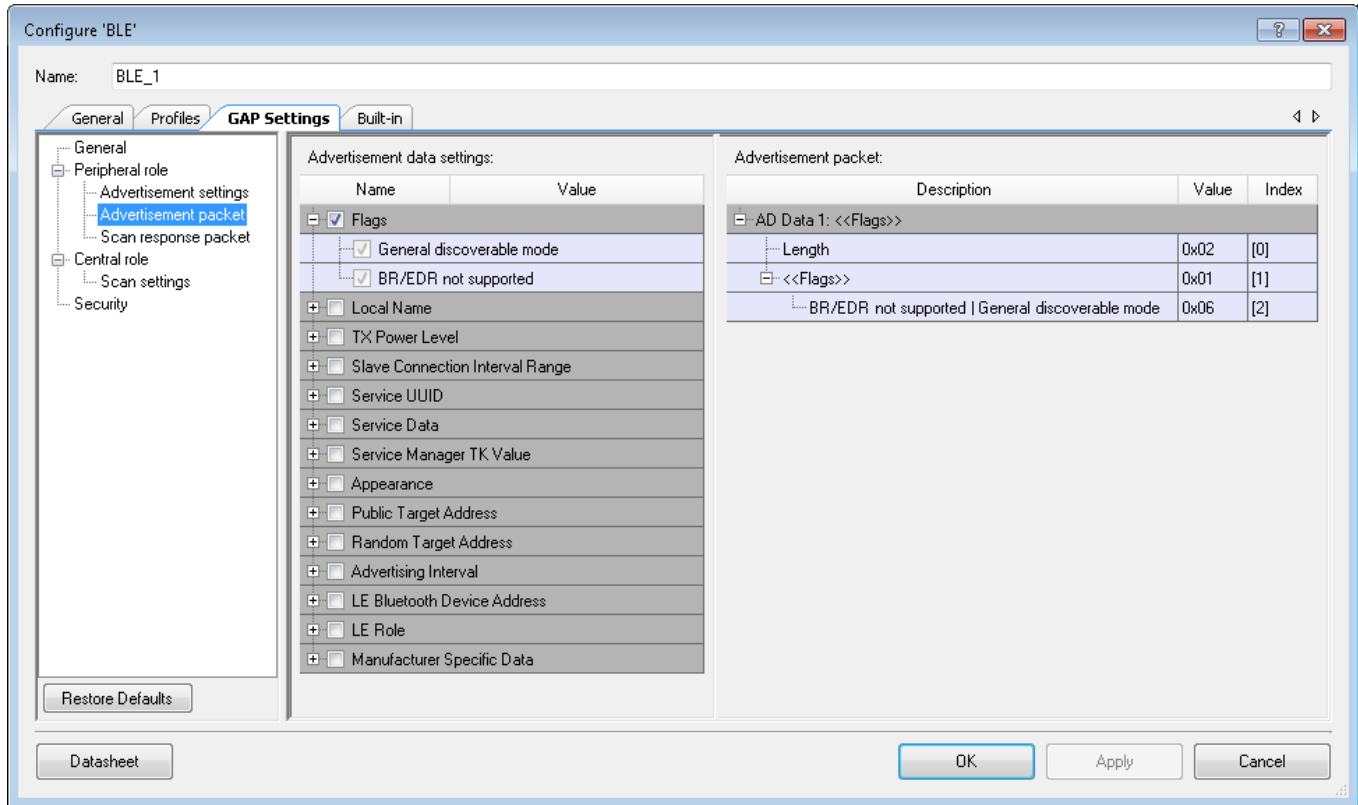 Configure 'BLE'
Name: BLE_1
General Profiles GAP Settings Built-in
General
Peripheral role
Advertisement settings
Advertisement packet
Scan response packet
Central role
Scan settings
Security
Restore Defaults
Advertisement data settings:
Name Value
Flags
General discoverable mode
BR/EDR not supported
Local Name
TX Power Level
Slave Connection Interval Range
Service UUID
Service Data
Service Manager TK Value
Appearance
Public Target Address
Random Target Address
Advertising Interval
LE Bluetooth Device Address
LE Role
Manufacturer Specific Data
Advertisement packet:
Description Value Index
AD Data 1: <<Flags>>
Length 0x02 [0]
<<Flags>> 0x01 [1]
BR/EDR not supported | General discoverable mode 0x06 [2]
Datasheet OK Apply Cancel